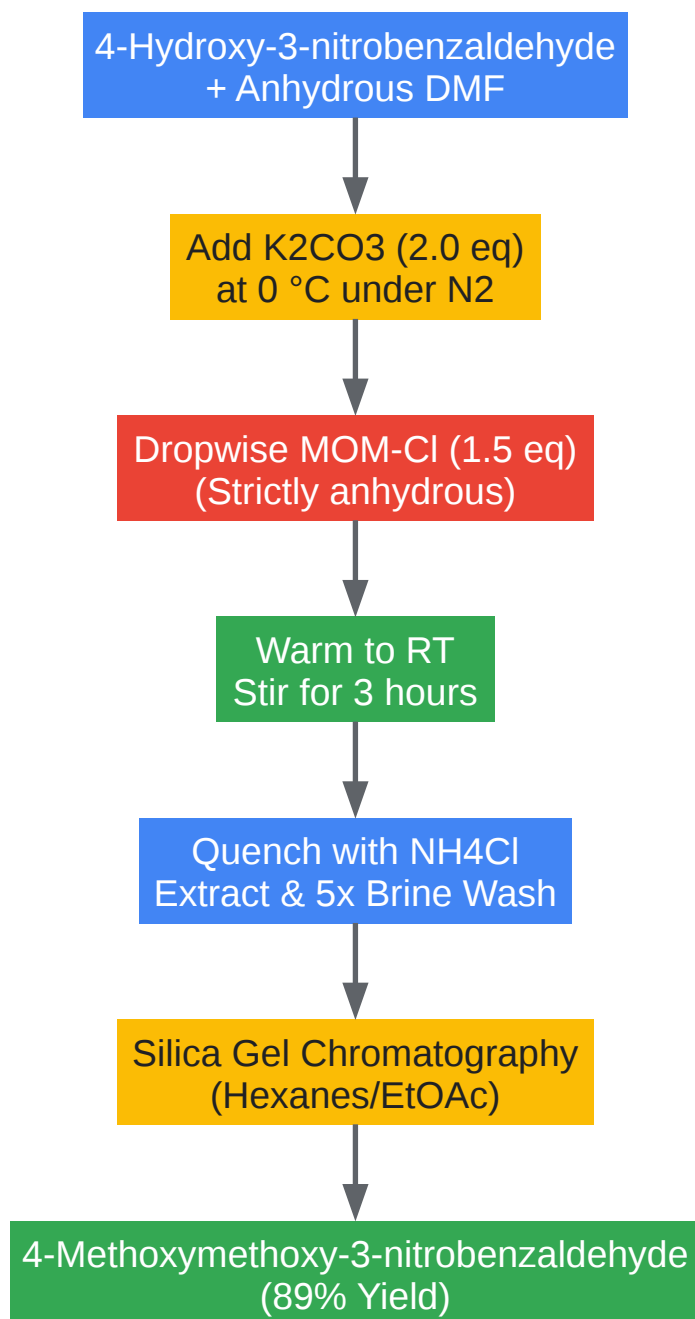 4-Hydroxy-3-nitrobenzaldehyde
+ Anhydrous DMF
Add K2CO3 (2.0 eq)
at 0 °C under N2
Dropwise MOM-Cl (1.5 eq)
(Strictly anhydrous)
Warm to RT
Stir for 3 hours
Quench with NH4Cl
Extract & 5x Brine Wash
Silica Gel Chromatography
(Hexanes/EtOAc)
4-Methoxymethoxy-3-nitrobenzaldehyde
(89% Yield)